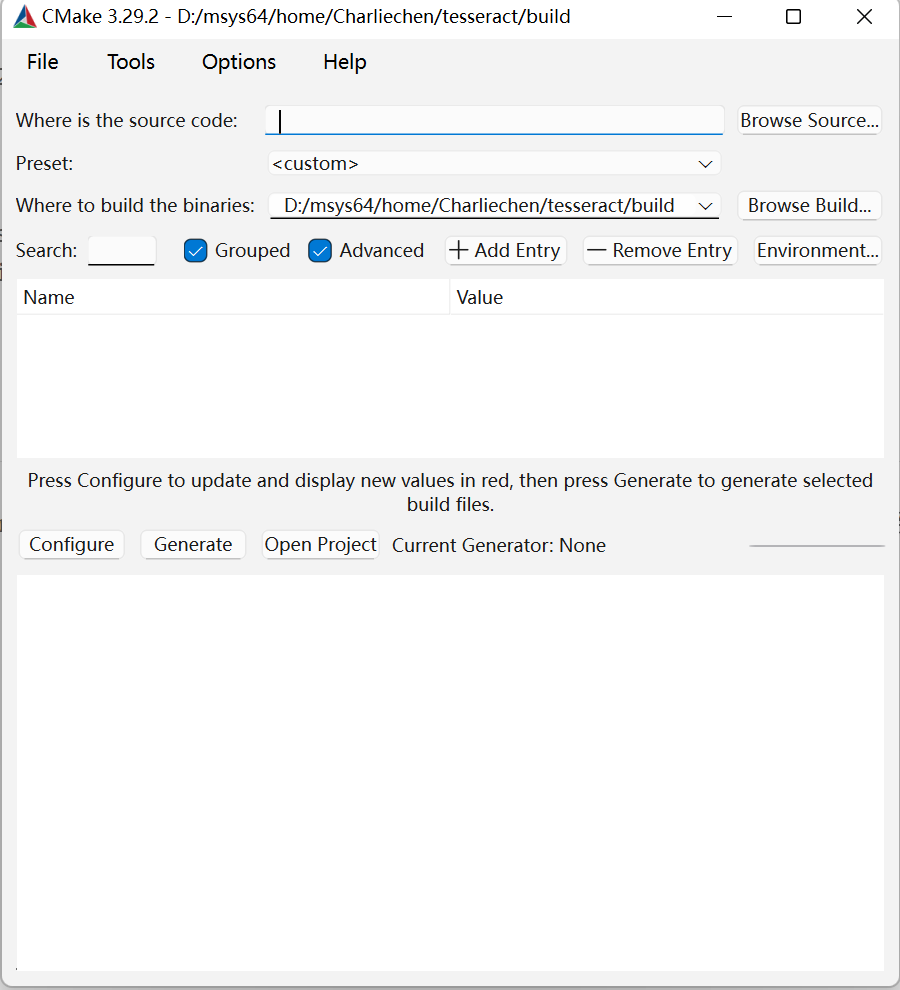 CMake 3.29.2 - D:/msys64/home/Charliechen/tesseract/build
File Tools Options Help
Where is the source code: Browse Source...
Preset: <custom>
Where to build the binaries: D:/msys64/home/Charliechen/tesseract/build Browse Build...
Search: Grouped Advanced Add Entry Remove Entry Environment...
Name Value
Press Configure to update and display new values in red, then press Generate to generate selected
build files.
Configure Generate Open Project Current Generator: None